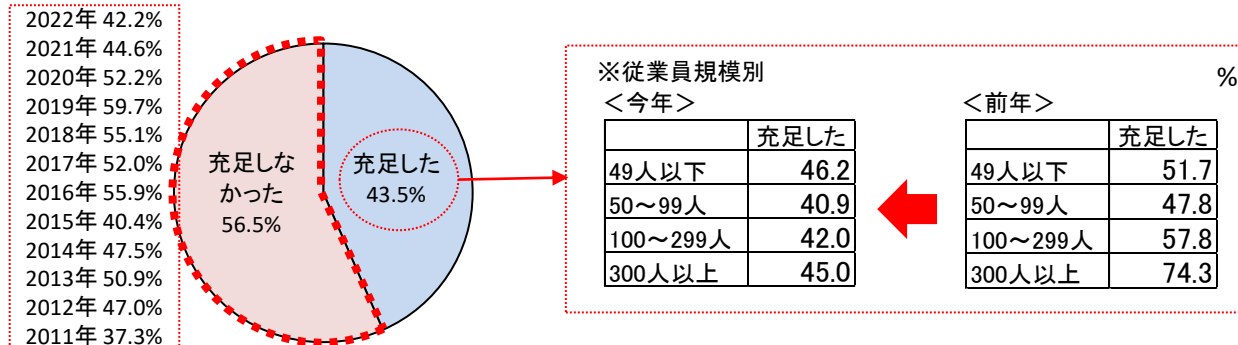 2022年 42.2%
2021年 44.6%
2020年 52.2%
2019年 59.7%
2018年 55.1%
2017年 52.0%
2016年 55.9%
2015年 40.4%
2014年 47.5%
2013年 50.9%
2012年 47.0%
2011年 37.3%
充足しな
かった
56.5%
充足した
43.5%
※従業員規模別
%
＜今年＞
充足した
49人以下 46.2
50～99人 40.9
100～299人 42.0
300人以上 45.0
＜前年＞
充足した
49人以下 51.7
50～99人 47.8
100～299人 57.8
300人以上 74.3